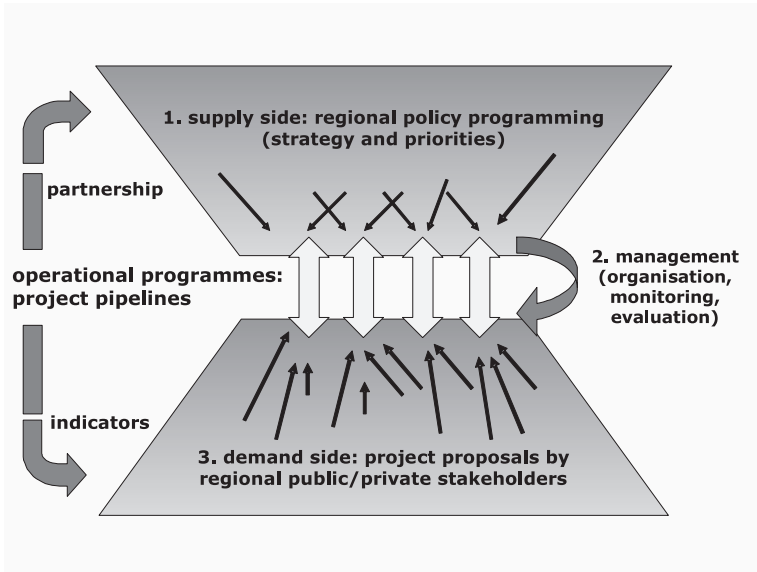 1. supply side: regional policy programming
(strategy and priorities)
partnership
operational programmes:
project pipelines
2. management
(organisation,
monitoring,
evaluation)
indicators
3. demand side: project proposals by
regional public/private stakeholders